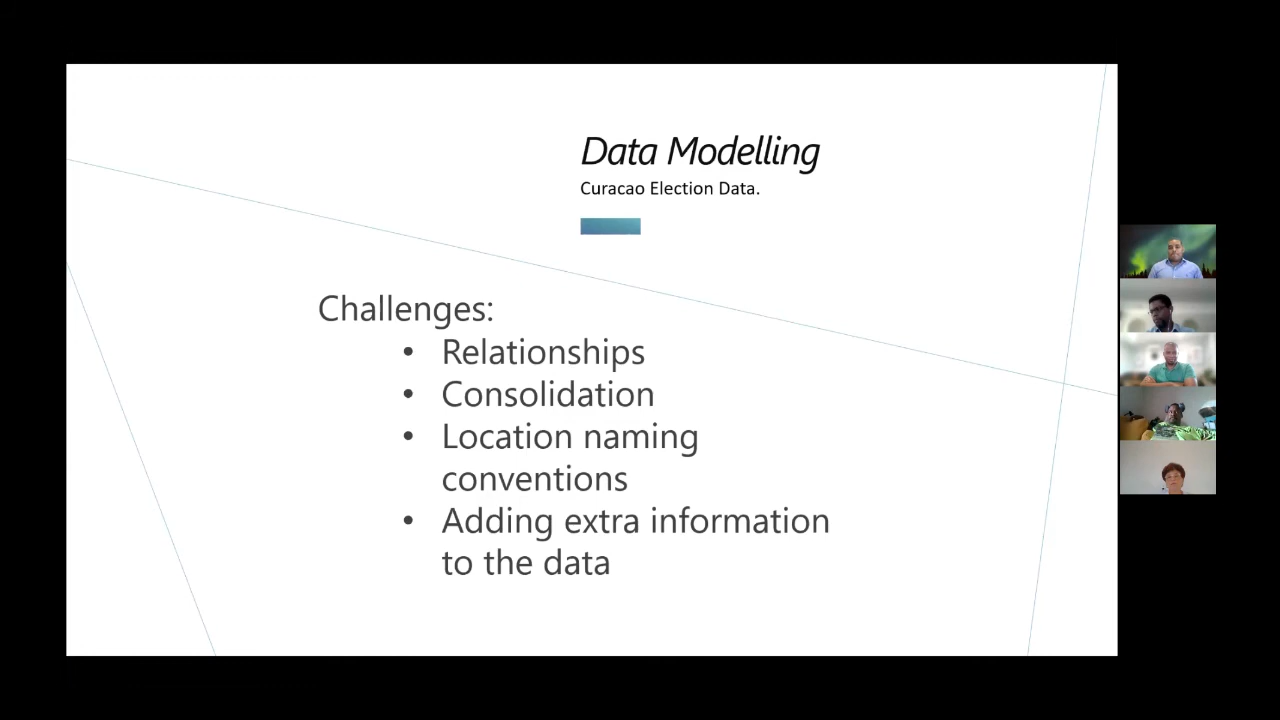 Data Modelling
Curacao Election Data.
Challenges:
• Relationships
• Consolidation
• Location naming
conventions
• Adding extra information
to the data